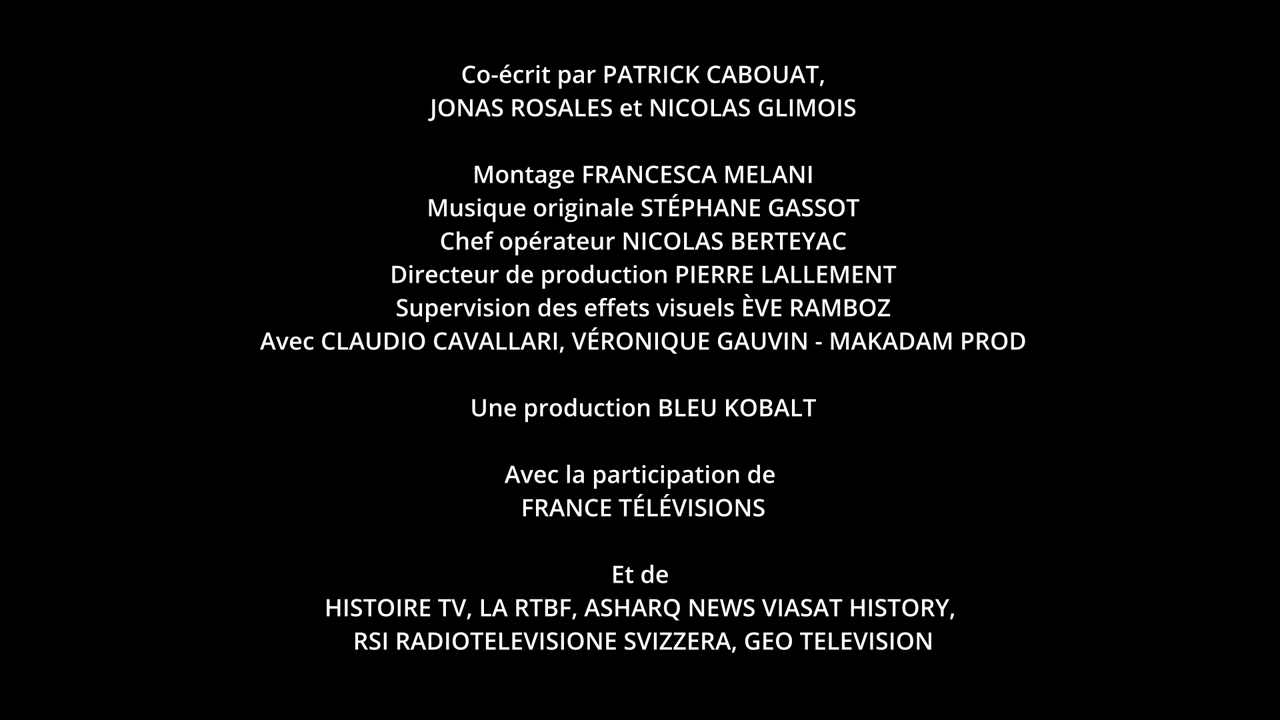 Co-écrit par PATRICK CABOUAT,
JONAS ROSALES et NICOLAS GLIMOIS
Montage FRANCESCA MELANI
Musique originale STÉPHANE GASSOT
Chef opérateur NICOLAS BERTEYAC
Directeur de production PIERRE LALLEMENT
Supervision des effets visuels ÈVE RAMBOZ
Avec CLAUDIO CAVALLARI, VÉRONIQUE GAUVIN - MAKADAM PROD
Une production BLEU KOBALT
Avec la participation de
FRANCE TÉLÉVISIONS
Et de
HISTOIRE TV, LA RTBF, ASHARQ NEWS VIASAT HISTORY,
RSI RADIOTELEVISIONE SVIZZERA, GEO TELEVISION